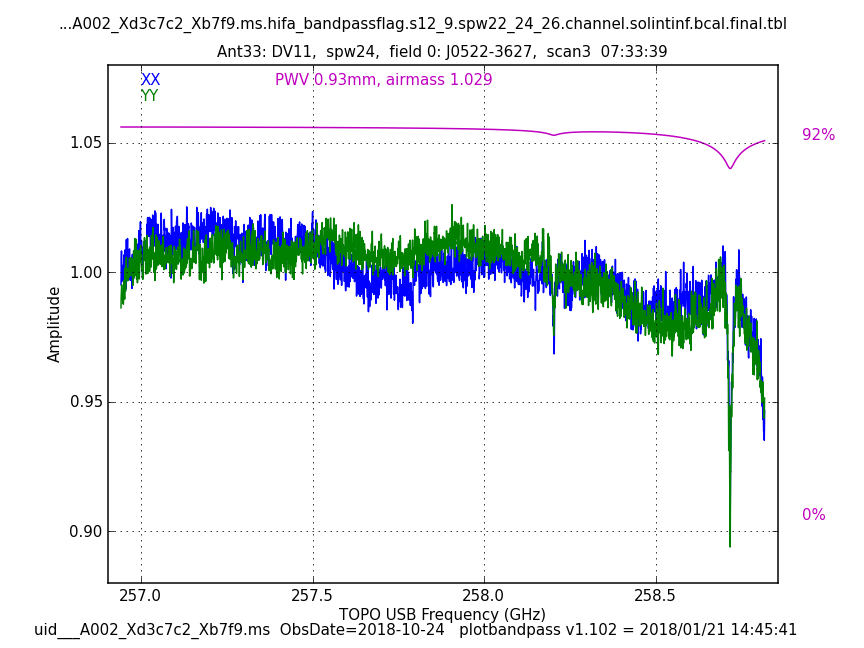 ...A002_Xd3c7c2_Xb7f9.ms.hifa_bandpassflag.s12_9.spw22_24_26.channel.solintinf.bcal.final.tbl
Ant33: DV11, spw24, field 0: J0522-3627, scan3 07:33:39
XX
PWV 0.93mm, airmass 1.029
YY
92%
1.05
1.00
0.95
0.90
0%
Amplitude
257.0 257.5 258.0 258.5
TOPO USB Frequency (GHz)
uid___A002_Xd3c7c2_Xb7f9.ms ObsDate=2018-10-24 plotbandpass v1.102 = 2018/01/21 14:45:41